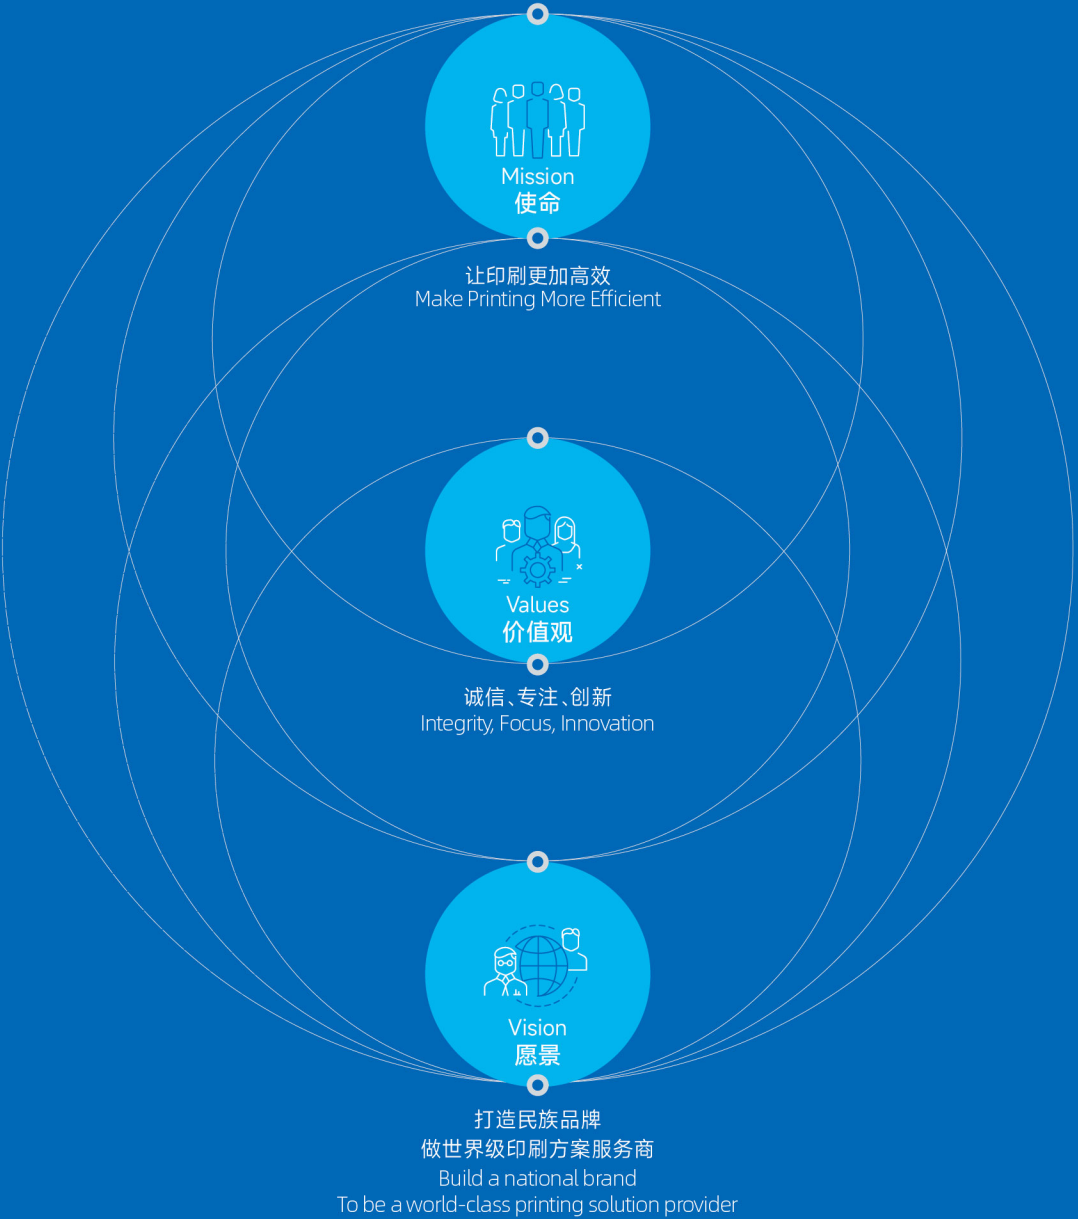 Mission
使命
让印刷更加高效
Make Printing More Efficient
Values
价值观
诚信、专注、创新
Integrity, Focus, Innovation
Vision
愿景
打造民族品牌
做世界级印刷方案服务商
Build a national brand
To be a world-class printing solution provider